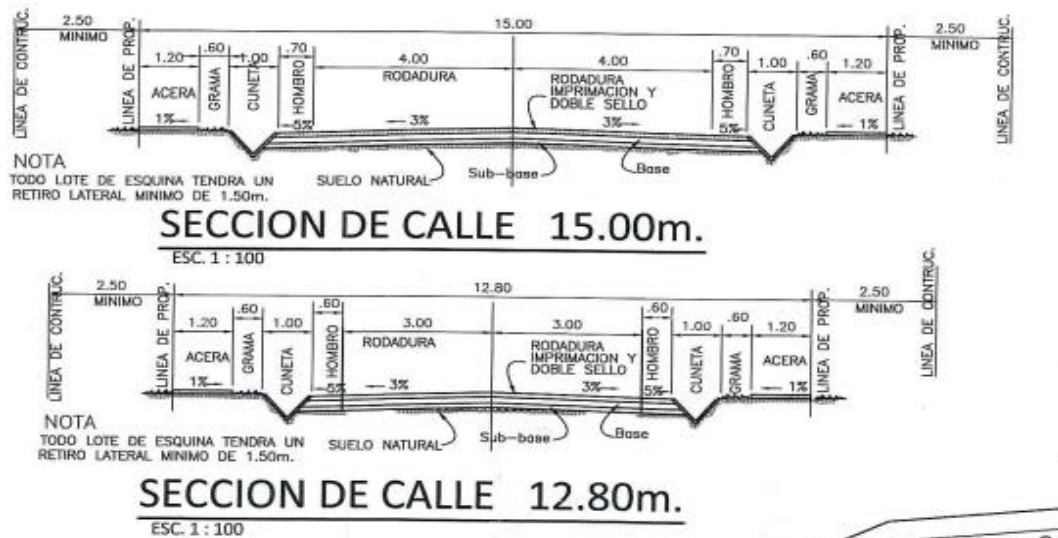 2.50
MINIMO
15.00
2.50
MINIMO
LINEA DE CONTRUC.
LINEA DE PROP.
1.20
.60
1.00
.70
4.00
4.00
.70
1.00
.60
1.20
ACERA
GRAMA
CUNETA
HOMBRO
RODADURA
RODADURA
IMPRIMACION Y
DOBLE SELLO
HOMBRO
CUNETA
GRAMA
ACERA
LINEA DE PROP.
LINEA DE CONTRUC.
1%
5%
3%
3%
5%
1%
NOTA
TODO LOTE DE ESQUINA TENDRA UN
RETIRO LATERAL MINIMO DE 1.50m.
SUELO NATURAL
Sub-base
Base
SECCION DE CALLE 15.00m.
ESC. 1 : 100
2.50
MINIMO
12.80
2.50
MINIMO
LINEA DE CONTRUC.
LINEA DE PROP.
1.20
.60
1.00
.60
3.00
3.00
.60
1.00
.60
1.20
ACERA
GRAMA
CUNETA
HOMBRO
RODADURA
RODADURA
IMPRIMACION Y
DOBLE SELLO
HOMBRO
CUNETA
GRAMA
ACERA
LINEA DE PROP.
LINEA DE CONTRUC.
1%
5%
3%
3%
5%
1%
NOTA
TODO LOTE DE ESQUINA TENDRA UN
RETIRO LATERAL MINIMO DE 1.50m.
SUELO NATURAL
Sub-base
Base
SECCION DE CALLE 12.80m.
ESC. 1 : 100